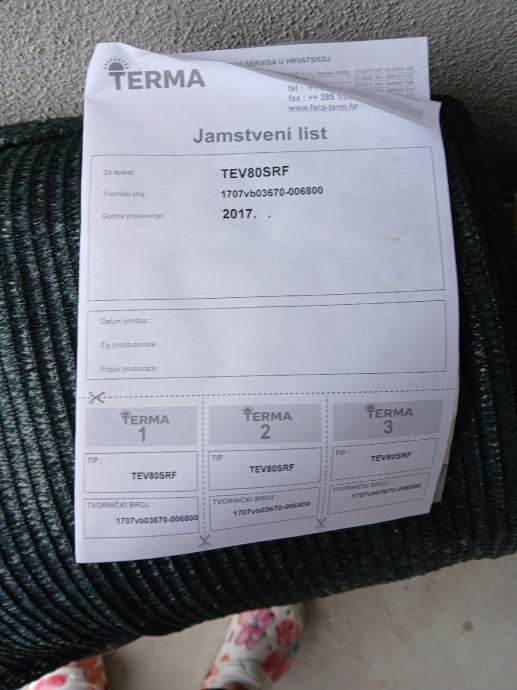 TERMA
SERVISA U HRVATSKOJ
tel :
fax : ++ 385
www.fero-term.hr
Jamstveni list
Za aparat: TEV80SRF
Tvornički broj : 1707vb03670-006800
Godina proizvodnje : 2017. .
Datum prodaje :
Žig prodavaonice :
Potpis prodavača :
TERMA TERMA TERMA
1 2 3
TIP : TIP : TIP :
TEV80SRF TEV80SRF TEV80SRF
TVORNIČKI BROJ : TVORNIČKI BROJ : TVORNIČKI BROJ :
1707vb03670-006800 1707vb03670-006800 1707vb03670-006800